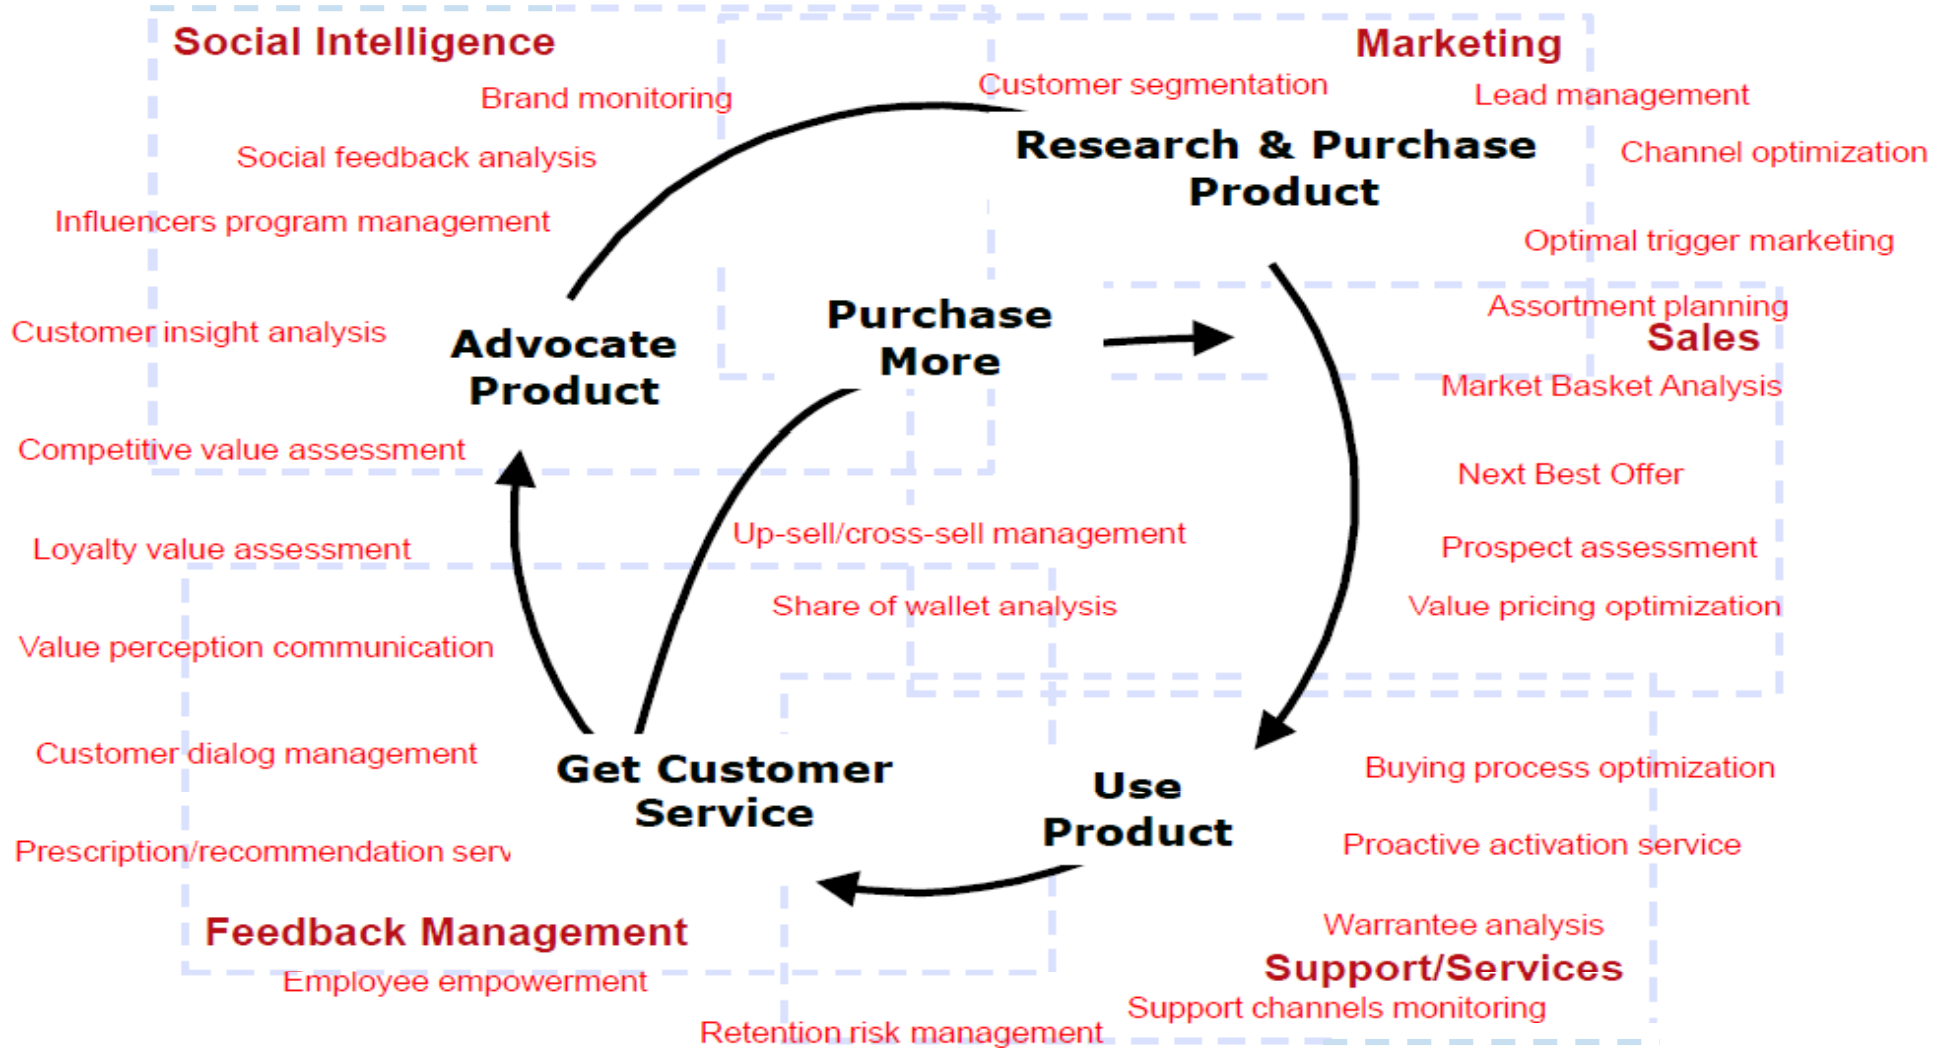 Social Intelligence
Marketing
Brand monitoring
Customer segmentation
Lead management
Social feedback analysis
Research & Purchase
Product
Channel optimization
Influencers program management
Optimal trigger marketing
Customer insight analysis
Advocate
Product
Purchase
More
Assortment planning
Sales
Market Basket Analysis
Competitive value assessment
Next Best Offer
Loyalty value assessment
Up-sell/cross-sell management
Prospect assessment
Share of wallet analysis
Value pricing optimization
Value perception communication
Customer dialog management
Get Customer
Service
Use
Product
Buying process optimization
Prescription/recommendation serv
Proactive activation service
Feedback Management
Warrantee analysis
Support/Services
Employee empowerment
Support channels monitoring
Retention risk management